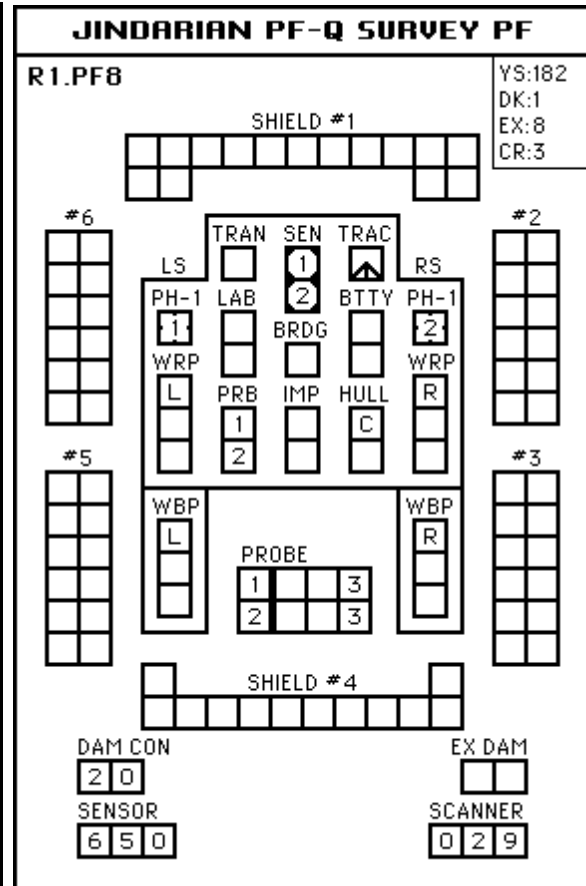 JINDARIAN PF-Q SURVEY PF
R1.PF8
YS:182
DK:1
EX:8
CR:3
SHIELD #1
#6
#2
TRAN SEN TRAC
1
LS RS
2
PH-1 LAB BTTY PH-1
1 2
BRDG
WRP WRP
L PRB IMP HULL R
1 C
2
#5
#3
WBP WBP
L R
PROBE
1 3
2 3
SHIELD #4
DAM CON EX DAM
2 0
SENSOR SCANNER
6 5 0 0 2 9